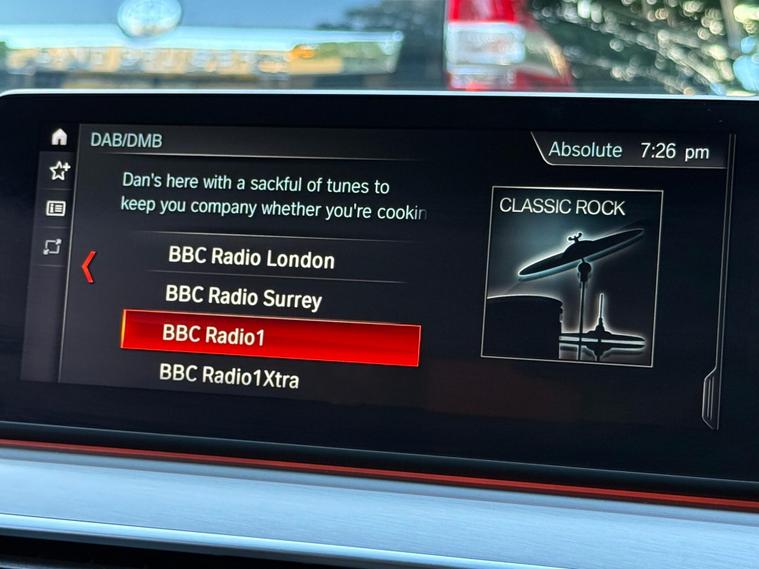 DAB/DMB
Absolute 7:26 pm
Dan's here with a sackful of tunes to
keep you company whether you're cookin
CLASSIC ROCK
BBC Radio London
BBC Radio Surrey
BBC Radio1
BBC Radio1Xtra